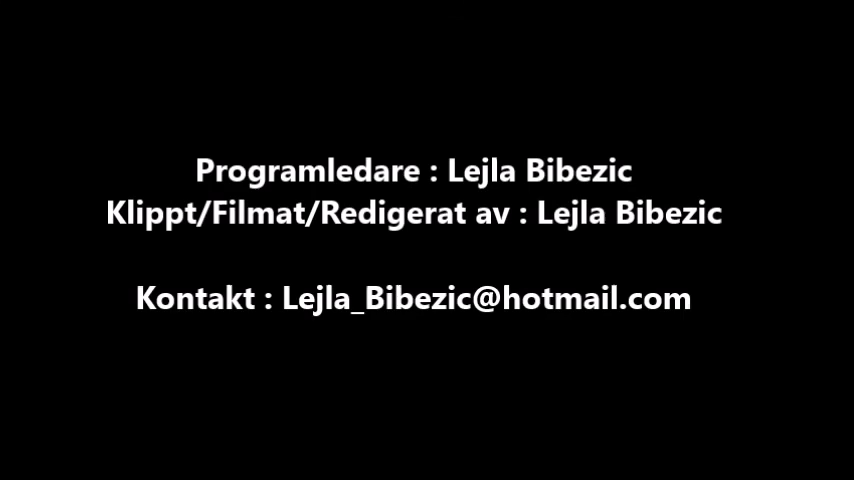 Programledare : Lejla Bibezic
Klippt/Filmat/Redigerat av : Lejla Bibezic
Kontakt : Lejla_Bibezic@hotmail.com